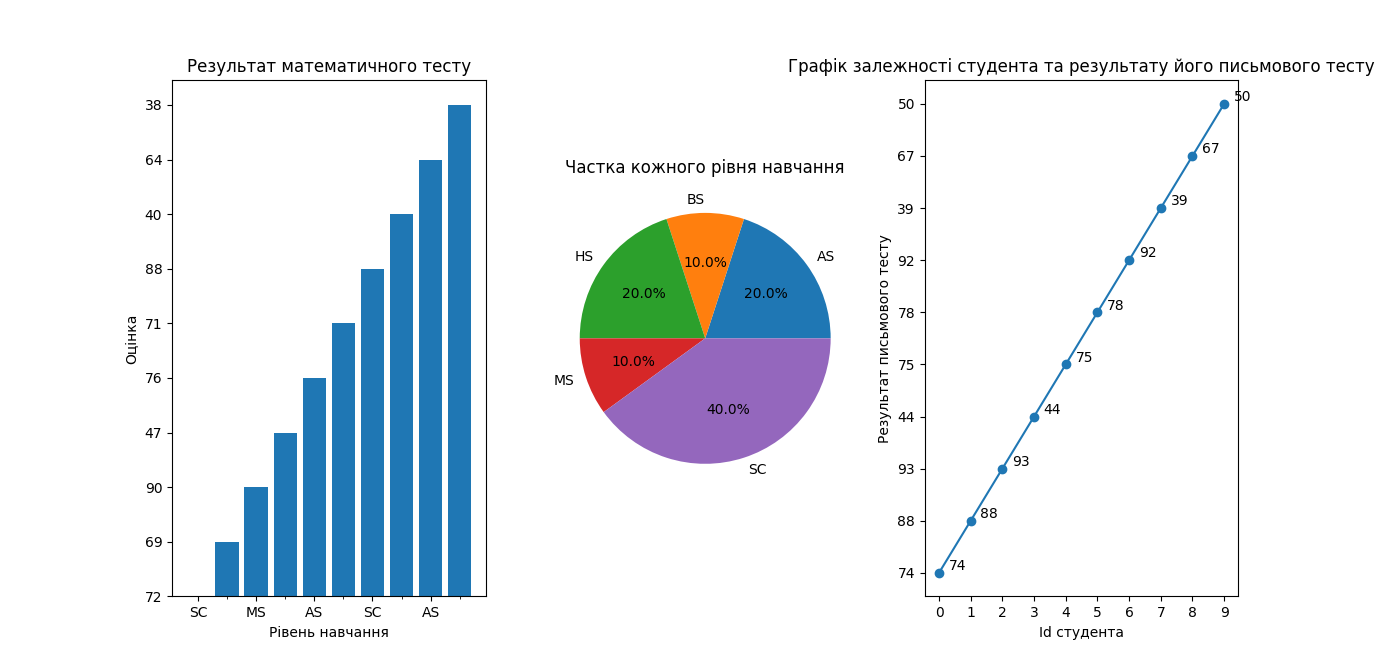 Результат математичного тесту
38
64
40
88
71
76
47
90
69
72
Оцінка
SC MS AS SC AS
Рівень навчання
Частка кожного рівня навчання
BS
HS
AS
10.0%
20.0%
20.0%
10.0%
MS
40.0%
SC
Графік залежності студента та результату його письмового тесту
50
67
39
92
78
75
44
93
88
74
Результат письмового тесту
50
67
39
92
78
75
44
93
88
74
0 1 2 3 4 5 6 7 8 9
Id студента